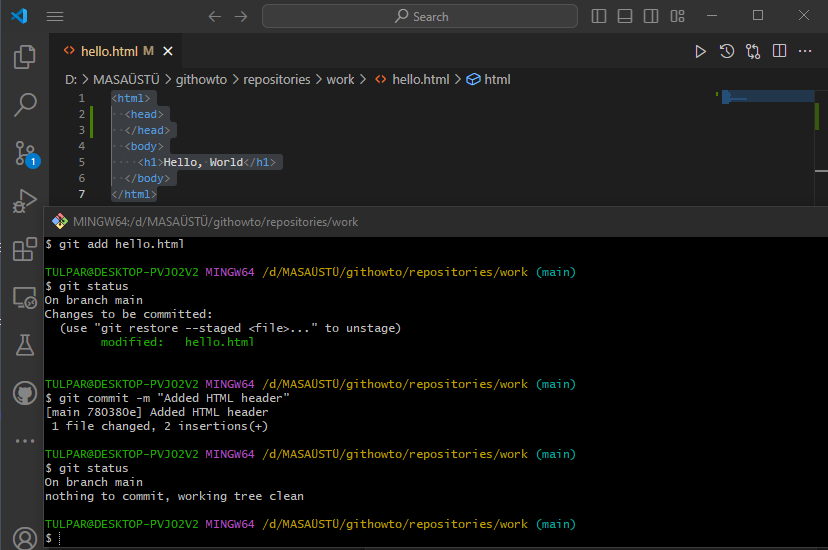 Search
hello.html M
D: > MASAÜSTÜ > githowto > repositories > work > <> hello.html > html
1 <html>
2 ··<head>
3 ··</head>
4 ··<body>
5 ····<h1>Hello,·World</h1>
6 ··</body>
7 </html>
1
MINGW64:/d/MASAÜSTÜ/githowto/repositories/work
$ git add hello.html
TULPAR@DESKTOP-PVJO2V2 MINGW64 /d/MASAÜSTÜ/githowto/repositories/work (main)
$ git status
On branch main
Changes to be committed:
  (use "git restore --staged <file>..." to unstage)
        modified:   hello.html
TULPAR@DESKTOP-PVJO2V2 MINGW64 /d/MASAÜSTÜ/githowto/repositories/work (main)
$ git commit -m "Added HTML header"
[main 780380e] Added HTML header
 1 file changed, 2 insertions(+)
TULPAR@DESKTOP-PVJO2V2 MINGW64 /d/MASAÜSTÜ/githowto/repositories/work (main)
$ git status
On branch main
nothing to commit, working tree clean
TULPAR@DESKTOP-PVJO2V2 MINGW64 /d/MASAÜSTÜ/githowto/repositories/work (main)
$